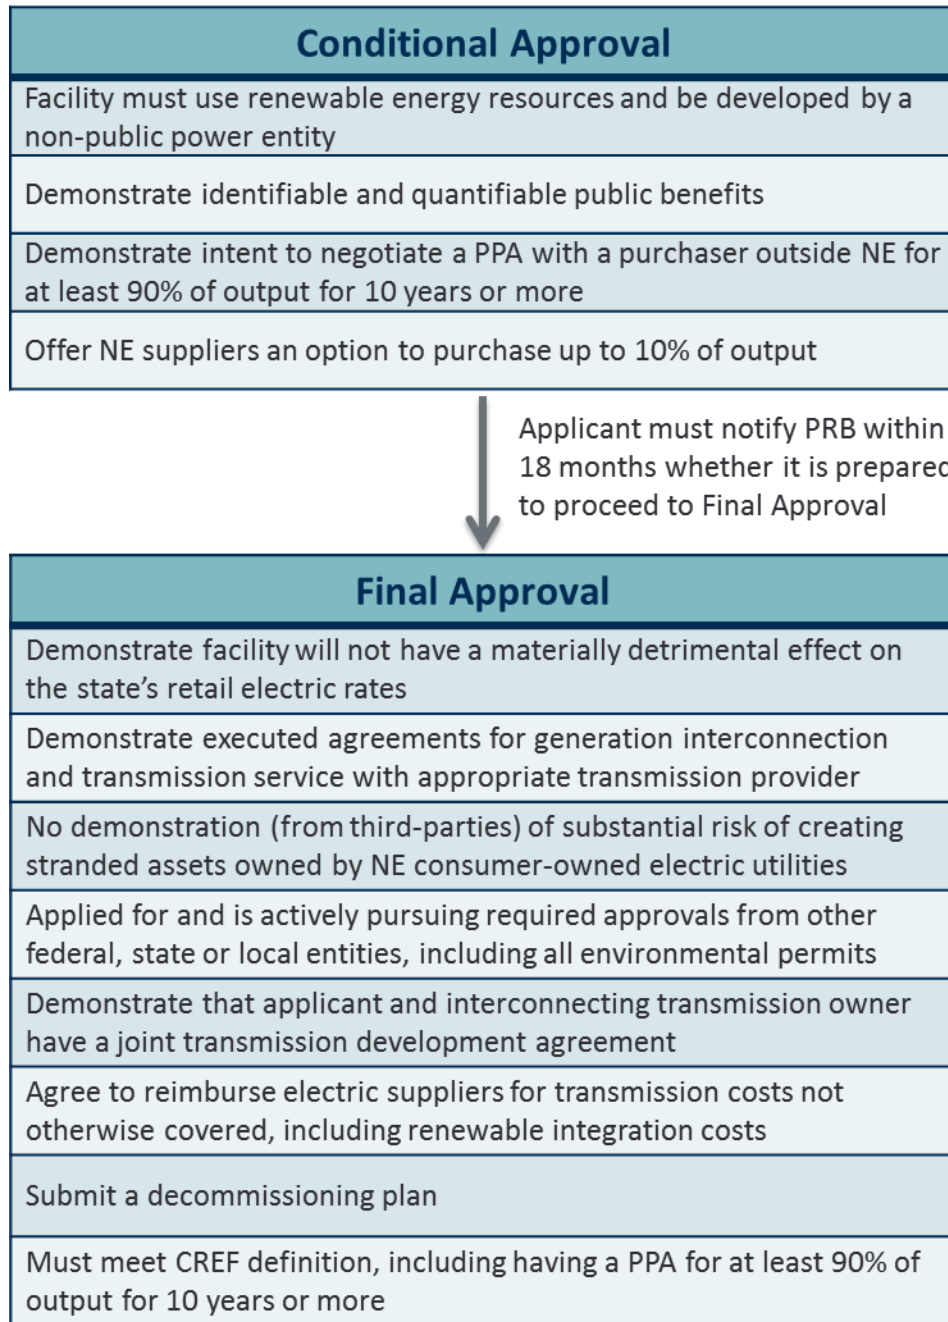 Conditional Approval
Facility must use renewable energy resources and be developed by a
non-public power entity
Demonstrate identifiable and quantifiable public benefits
Demonstrate intent to negotiate a PPA with a purchaser outside NE for
at least 90% of output for 10 years or more
Offer NE suppliers an option to purchase up to 10% of output
Applicant must notify PRB within
18 months whether it is prepared
to proceed to Final Approval
Final Approval
Demonstrate facility will not have a materially detrimental effect on
the state's retail electric rates
Demonstrate executed agreements for generation interconnection
and transmission service with appropriate transmission provider
No demonstration (from third-parties) of substantial risk of creating
stranded assets owned by NE consumer-owned electric utilities
Applied for and is actively pursuing required approvals from other
federal, state or local entities, including all environmental permits
Demonstrate that applicant and interconnecting transmission owner
have a joint transmission development agreement
Agree to reimburse electric suppliers for transmission costs not
otherwise covered, including renewable integration costs
Submit a decommissioning plan
Must meet CREF definition, including having a PPA for at least 90% of
output for 10 years or more